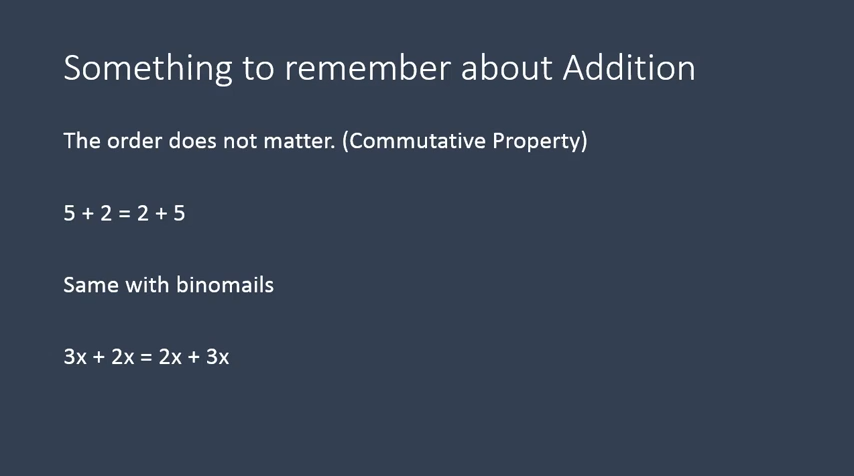 Something to remember about Addition
The order does not matter. (Commutative Property)
5 + 2 = 2 + 5
Same with binomails
3x + 2x = 2x + 3x